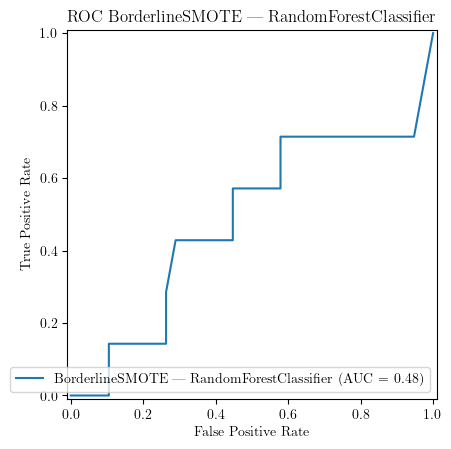 ROC BorderlineSMOTE — RandomForestClassifier
1.0
0.8
0.6
0.4
0.2
0.0
True Positive Rate
BorderlineSMOTE — RandomForestClassifier (AUC = 0.48)
0.0 0.2 0.4 0.6 0.8 1.0
False Positive Rate